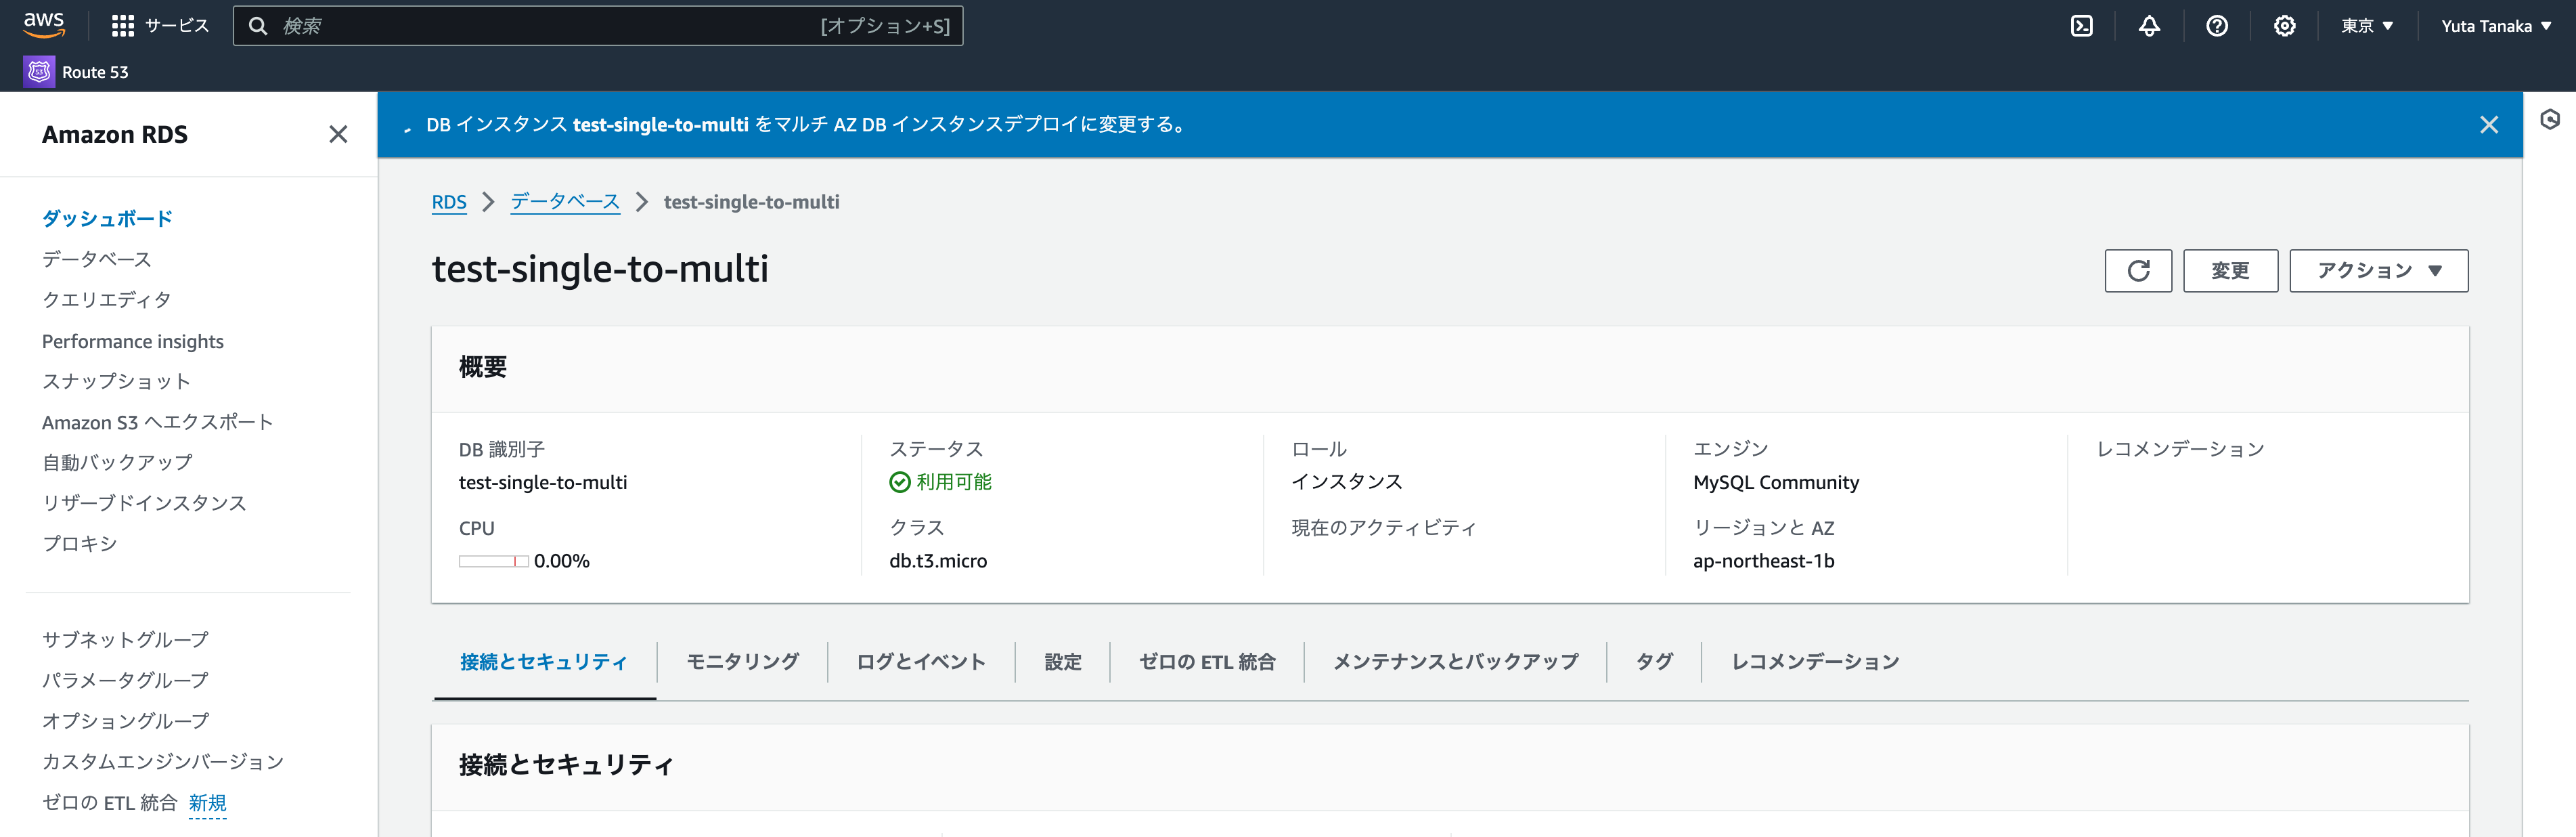 aws
サービス
検索
[オプション+S]
東京 ▼
Yuta Tanaka ▼
53
Route 53
Amazon RDS
DB インスタンス test-single-to-multi をマルチ AZ DB インスタンスデプロイに変更する。
ダッシュボード
データベース
クエリエディタ
Performance insights
スナップショット
Amazon S3 へエクスポート
自動バックアップ
リザーブドインスタンス
プロキシ
サブネットグループ
パラメータグループ
オプショングループ
カスタムエンジンバージョン
ゼロの ETL 統合 新規
RDS > データベース > test-single-to-multi
test-single-to-multi
変更
アクション ▼
概要
DB 識別子
test-single-to-multi
CPU
0.00%
ステータス
利用可能
クラス
db.t3.micro
ロール
インスタンス
現在のアクティビティ
エンジン
MySQL Community
リージョンと AZ
ap-northeast-1b
レコメンデーション
接続とセキュリティ
モニタリング
ログとイベント
設定
ゼロの ETL 統合
メンテナンスとバックアップ
タグ
レコメンデーション
接続とセキュリティ